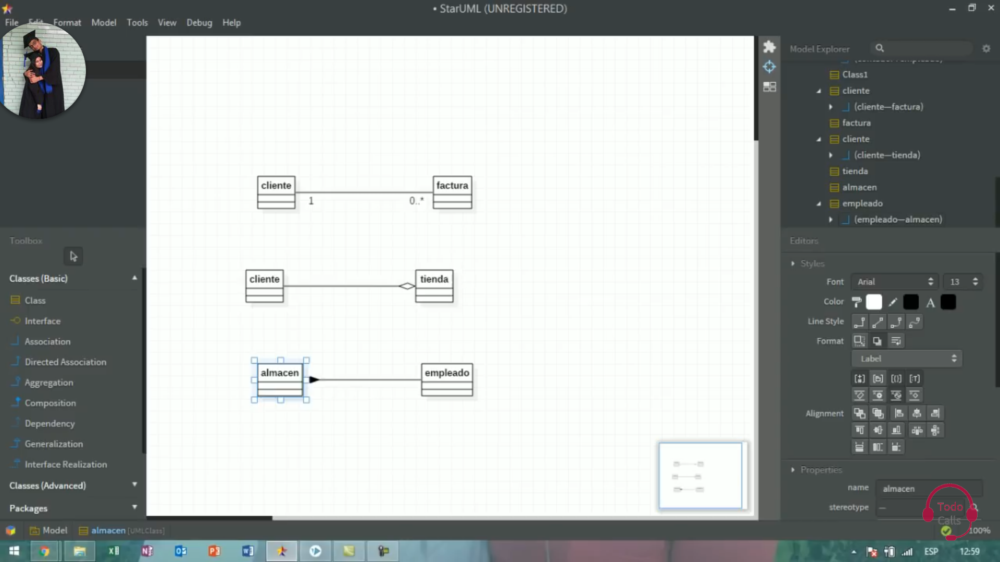 • StarUML (UNREGISTERED)
File Edit Format Model Tools View Debug Help
Model Explorer
Class1
cliente
(cliente—factura)
factura
cliente
(cliente—tienda)
tienda
almacen
empleado
(empleado—almacen)
cliente
1
0..*
factura
cliente
tienda
almacen
empleado
Toolbox
Classes (Basic)
Class
Interface
Association
Directed Association
Aggregation
Composition
Dependency
Generalization
Interface Realization
Classes (Advanced)
Packages
Editors
Styles
Font Arial 13
Color A
Line Style
Format
Label
Alignment
Properties
name almacen
stereotype —
Todo
Calls
Model almacen [UMLClass]
100%
ESP 12:59